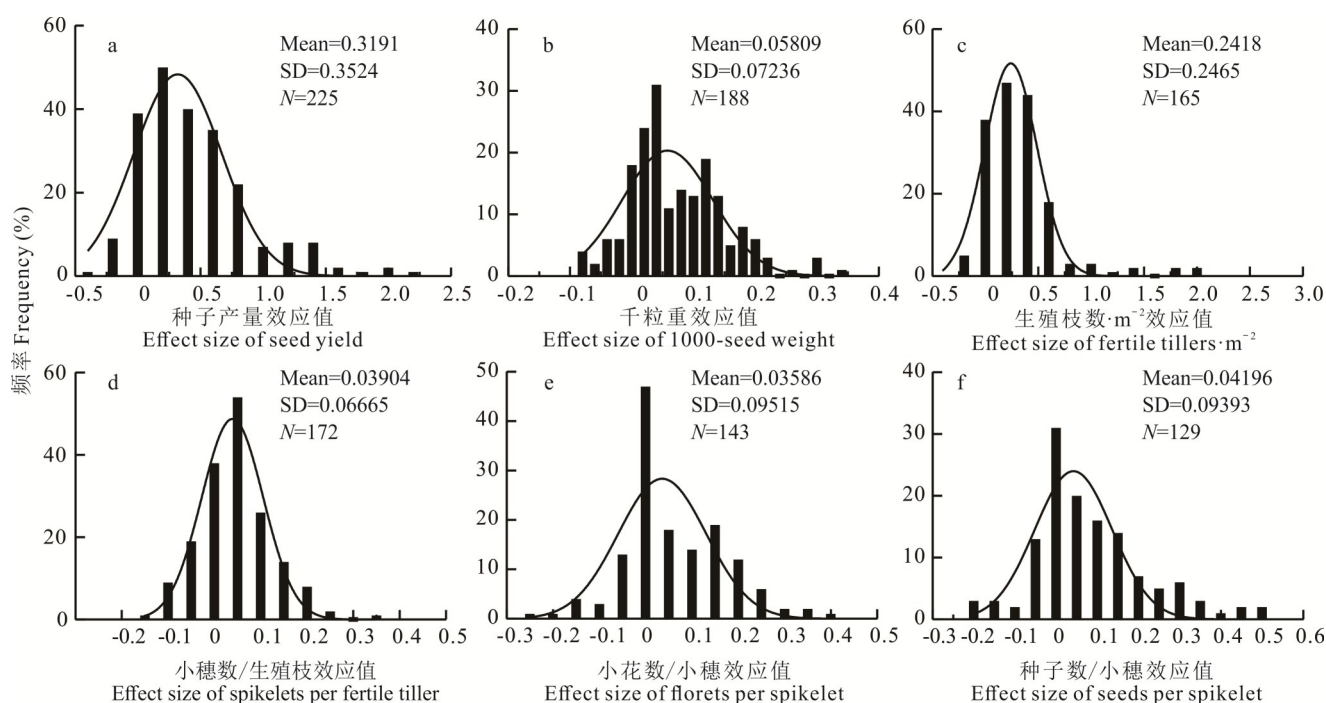 频率 Frequency (%)
60
40
20
0
a
Mean=0.3191
SD=0.3524
N=225
-0.5 0 0.5 1.0 1.5 2.0 2.5
种子产量效应值
Effect size of seed yield
40
30
20
10
0
b
Mean=0.05809
SD=0.07236
N=188
-0.2 -0.1 0 0.1 0.2 0.3 0.4
千粒重效应值
Effect size of 1000-seed weight
60
40
20
0
c
Mean=0.2418
SD=0.2465
N=165
-0.5 0 0.5 1.0 1.5 2.0 3.0
生殖枝数·m⁻²效应值
Effect size of fertile tillers·m⁻²
60
40
20
0
d
Mean=0.03904
SD=0.06665
N=172
-0.2 -0.1 0 0.1 0.2 0.3 0.4 0.5
小穗数/生殖枝效应值
Effect size of spikelets per fertile tiller
50
40
30
20
10
0
e
Mean=0.03586
SD=0.09515
N=143
-0.3 -0.1 0 0.1 0.2 0.3 0.4 0.5
小花数/小穗效应值
Effect size of florets per spikelet
40
30
20
10
0
f
Mean=0.04196
SD=0.09393
N=129
-0.3 -0.1 0 0.1 0.2 0.3 0.4 0.6
种子数/小穗效应值
Effect size of seeds per spikelet